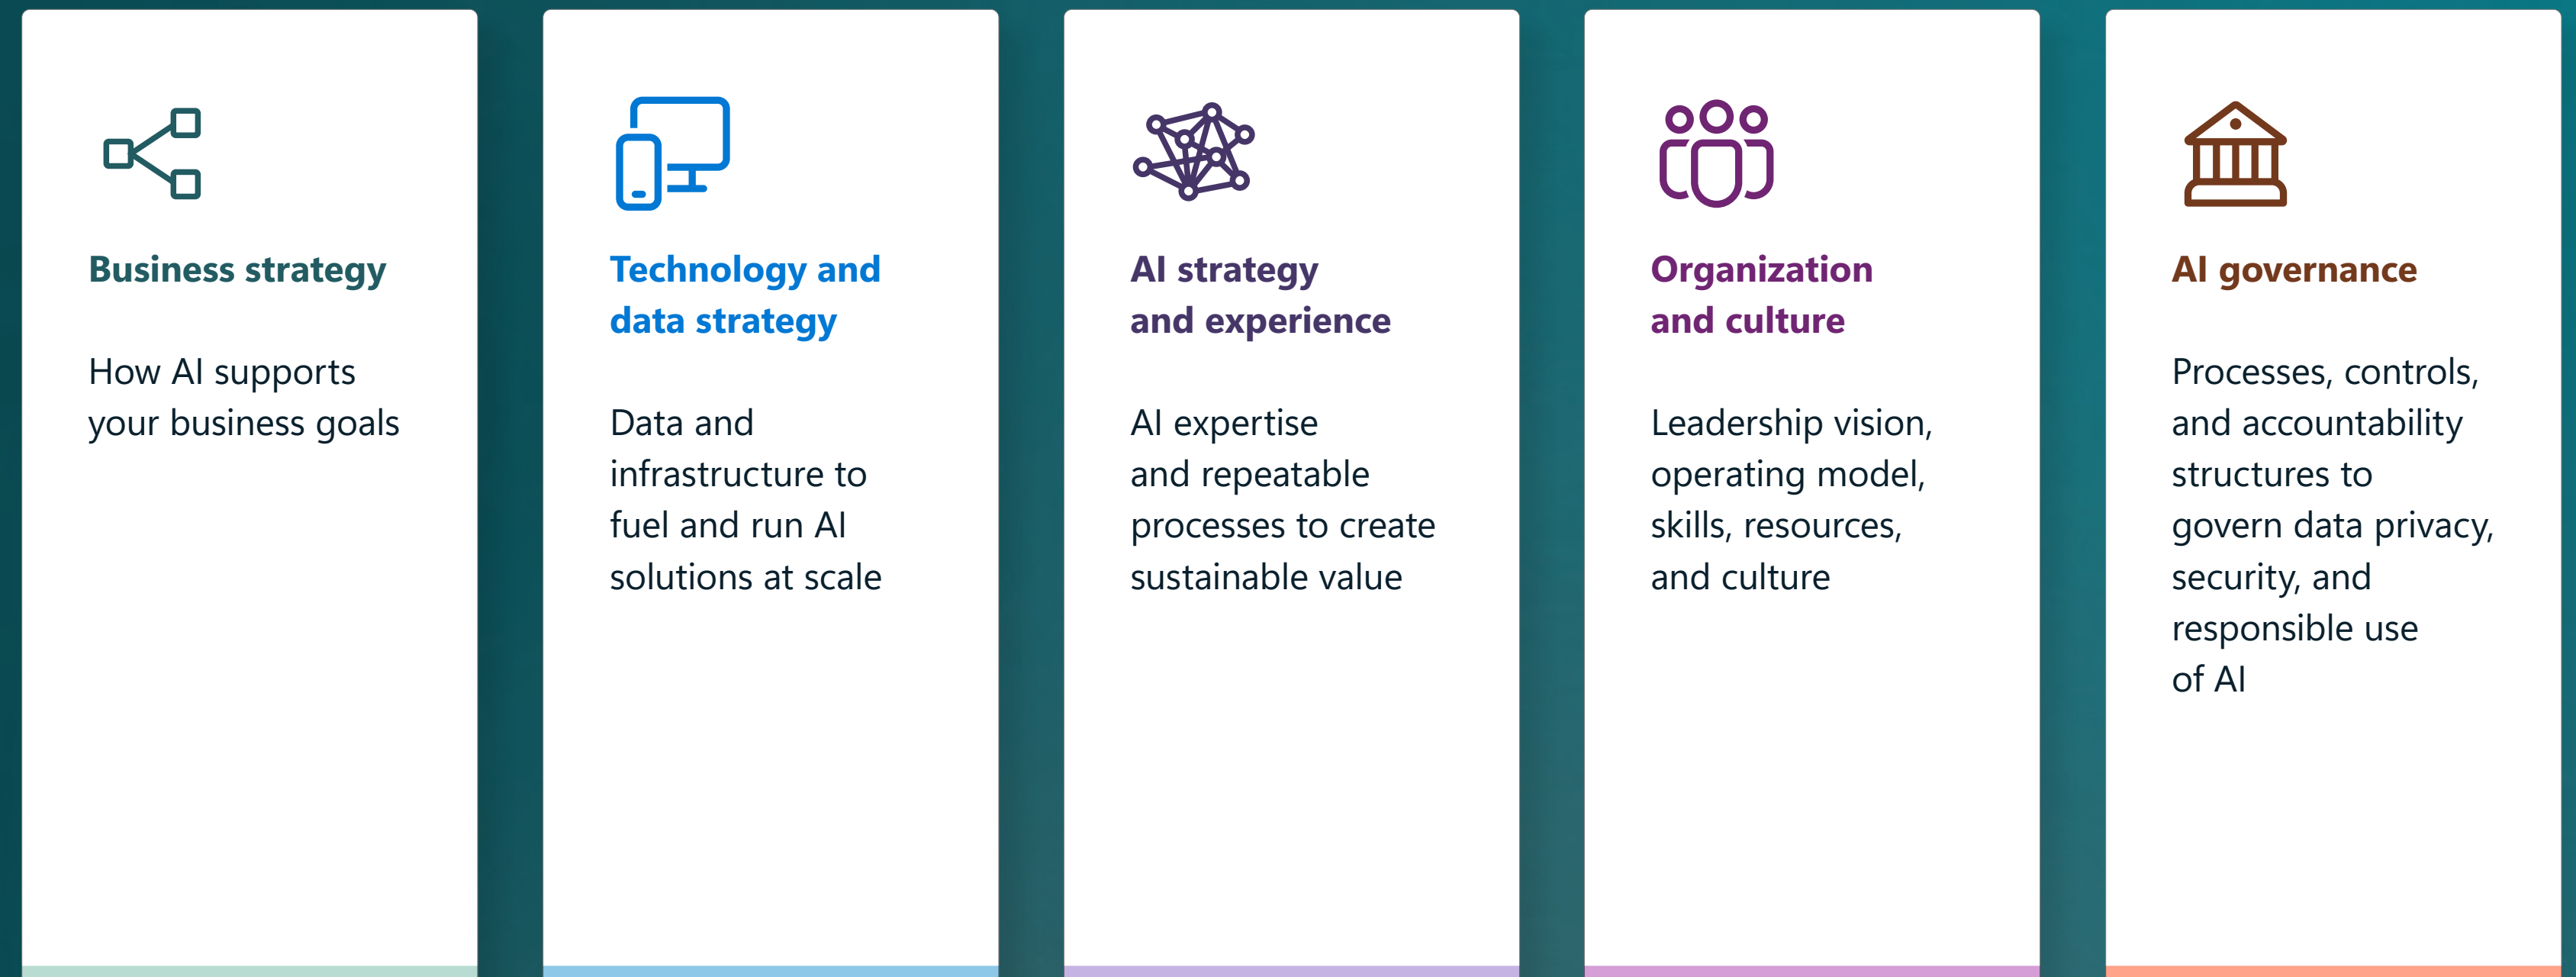 Business strategy
How AI supports
your business goals
Technology and
data strategy
Data and
infrastructure to
fuel and run AI
solutions at scale
AI strategy
and experience
AI expertise
and repeatable
processes to create
sustainable value
Organization
and culture
Leadership vision,
operating model,
skills, resources,
and culture
AI governance
Processes, controls,
and accountability
structures to
govern data privacy,
security, and
responsible use
of AI